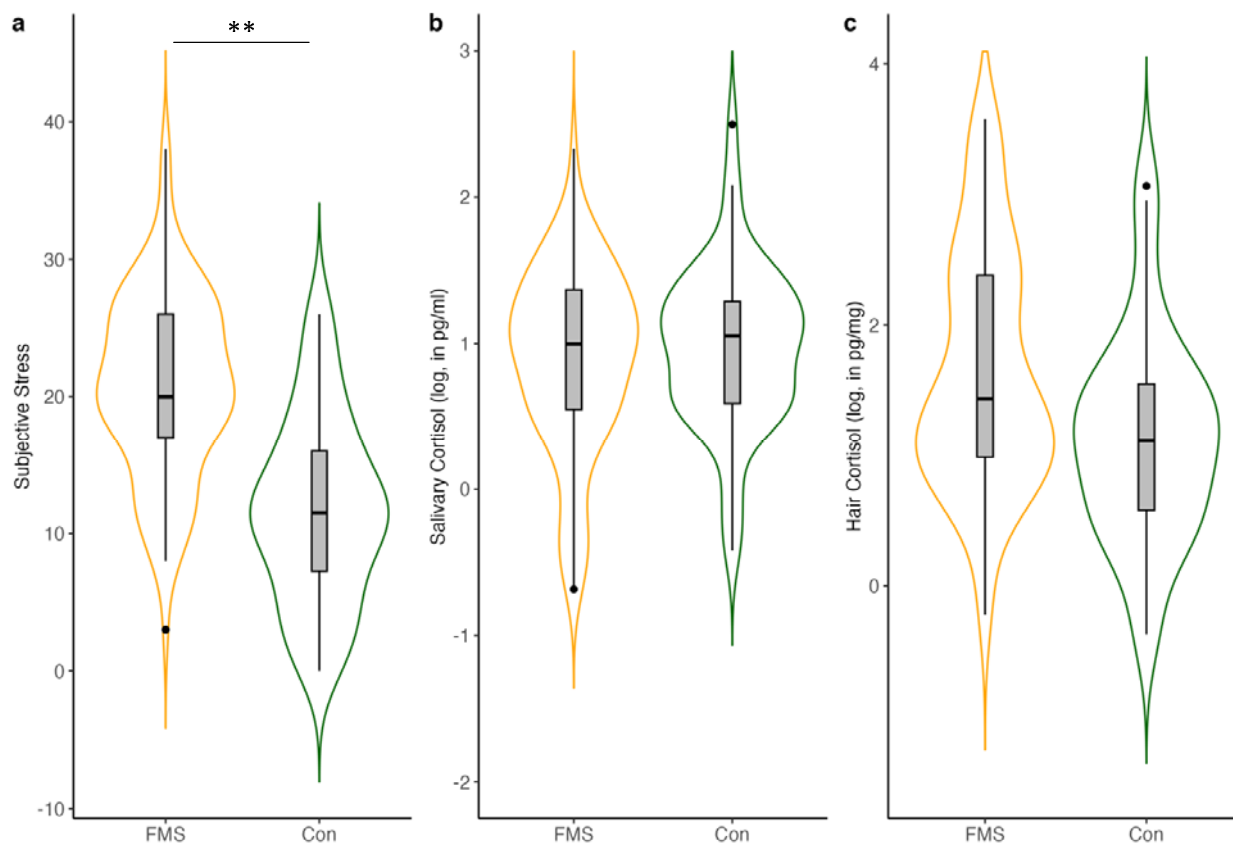 a
**
Subjective Stress
40
30
20
10
0
-10
FMS
Con
b
Salivary Cortisol (log, in pg/ml)
3
2
1
0
-1
-2
FMS
Con
c
Hair Cortisol (log, in pg/mg)
4
2
0
FMS
Con